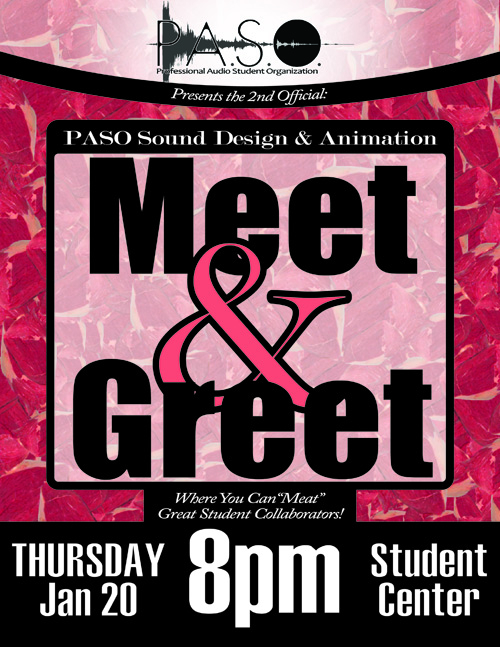 P.A.S.O.
Professional Audio Student Organization
Presents the 2nd Official:
PASO Sound Design & Animation
Meet
&
Greet
Where You Can "Meat"
Great Student Collaborators!
THURSDAY
Jan 20
8pm
Student
Center